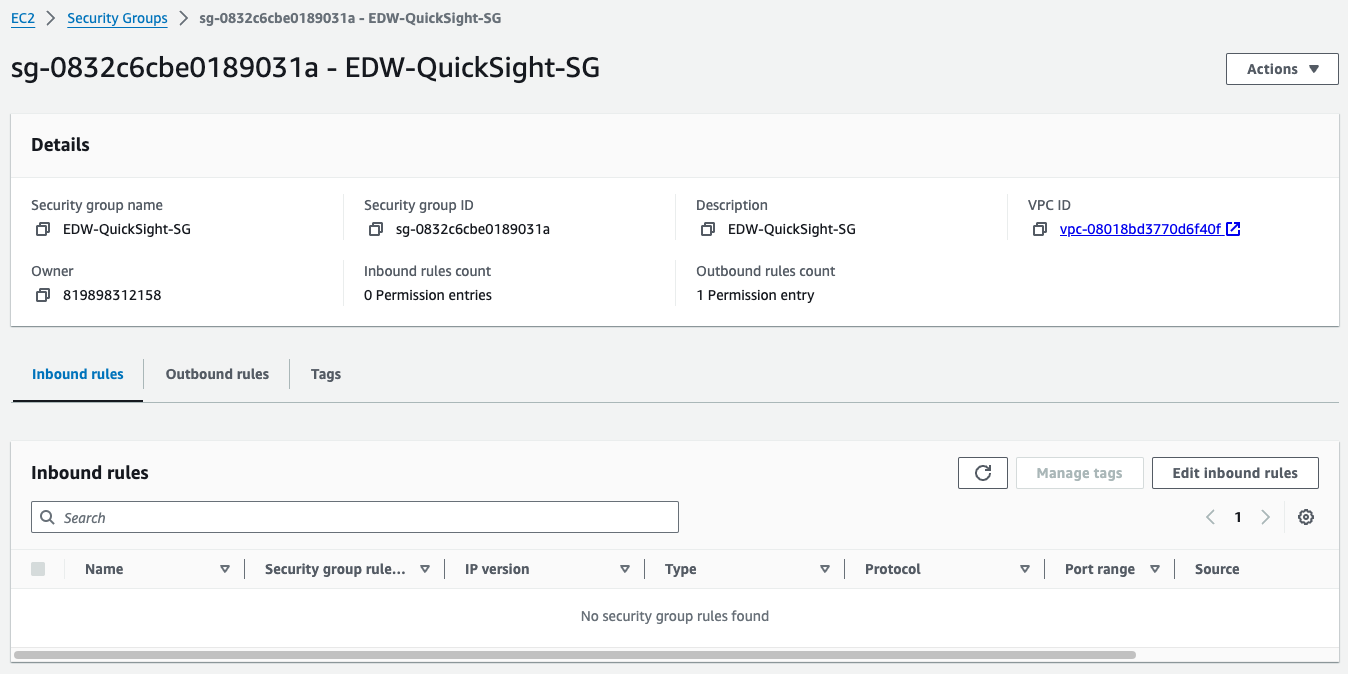 EC2 > Security Groups > sg-0832c6cbe0189031a - EDW-QuickSight-SG
sg-0832c6cbe0189031a - EDW-QuickSight-SG
Actions
Details
Security group name
EDW-QuickSight-SG
Security group ID
sg-0832c6cbe0189031a
Description
EDW-QuickSight-SG
VPC ID
vpc-08018bd3770d6f40f
Owner
819898312158
Inbound rules count
0 Permission entries
Outbound rules count
1 Permission entry
Inbound rules
Outbound rules
Tags
Inbound rules
Manage tags
Edit inbound rules
Search
1
Name
Security group rule...
IP version
Type
Protocol
Port range
Source
No security group rules found